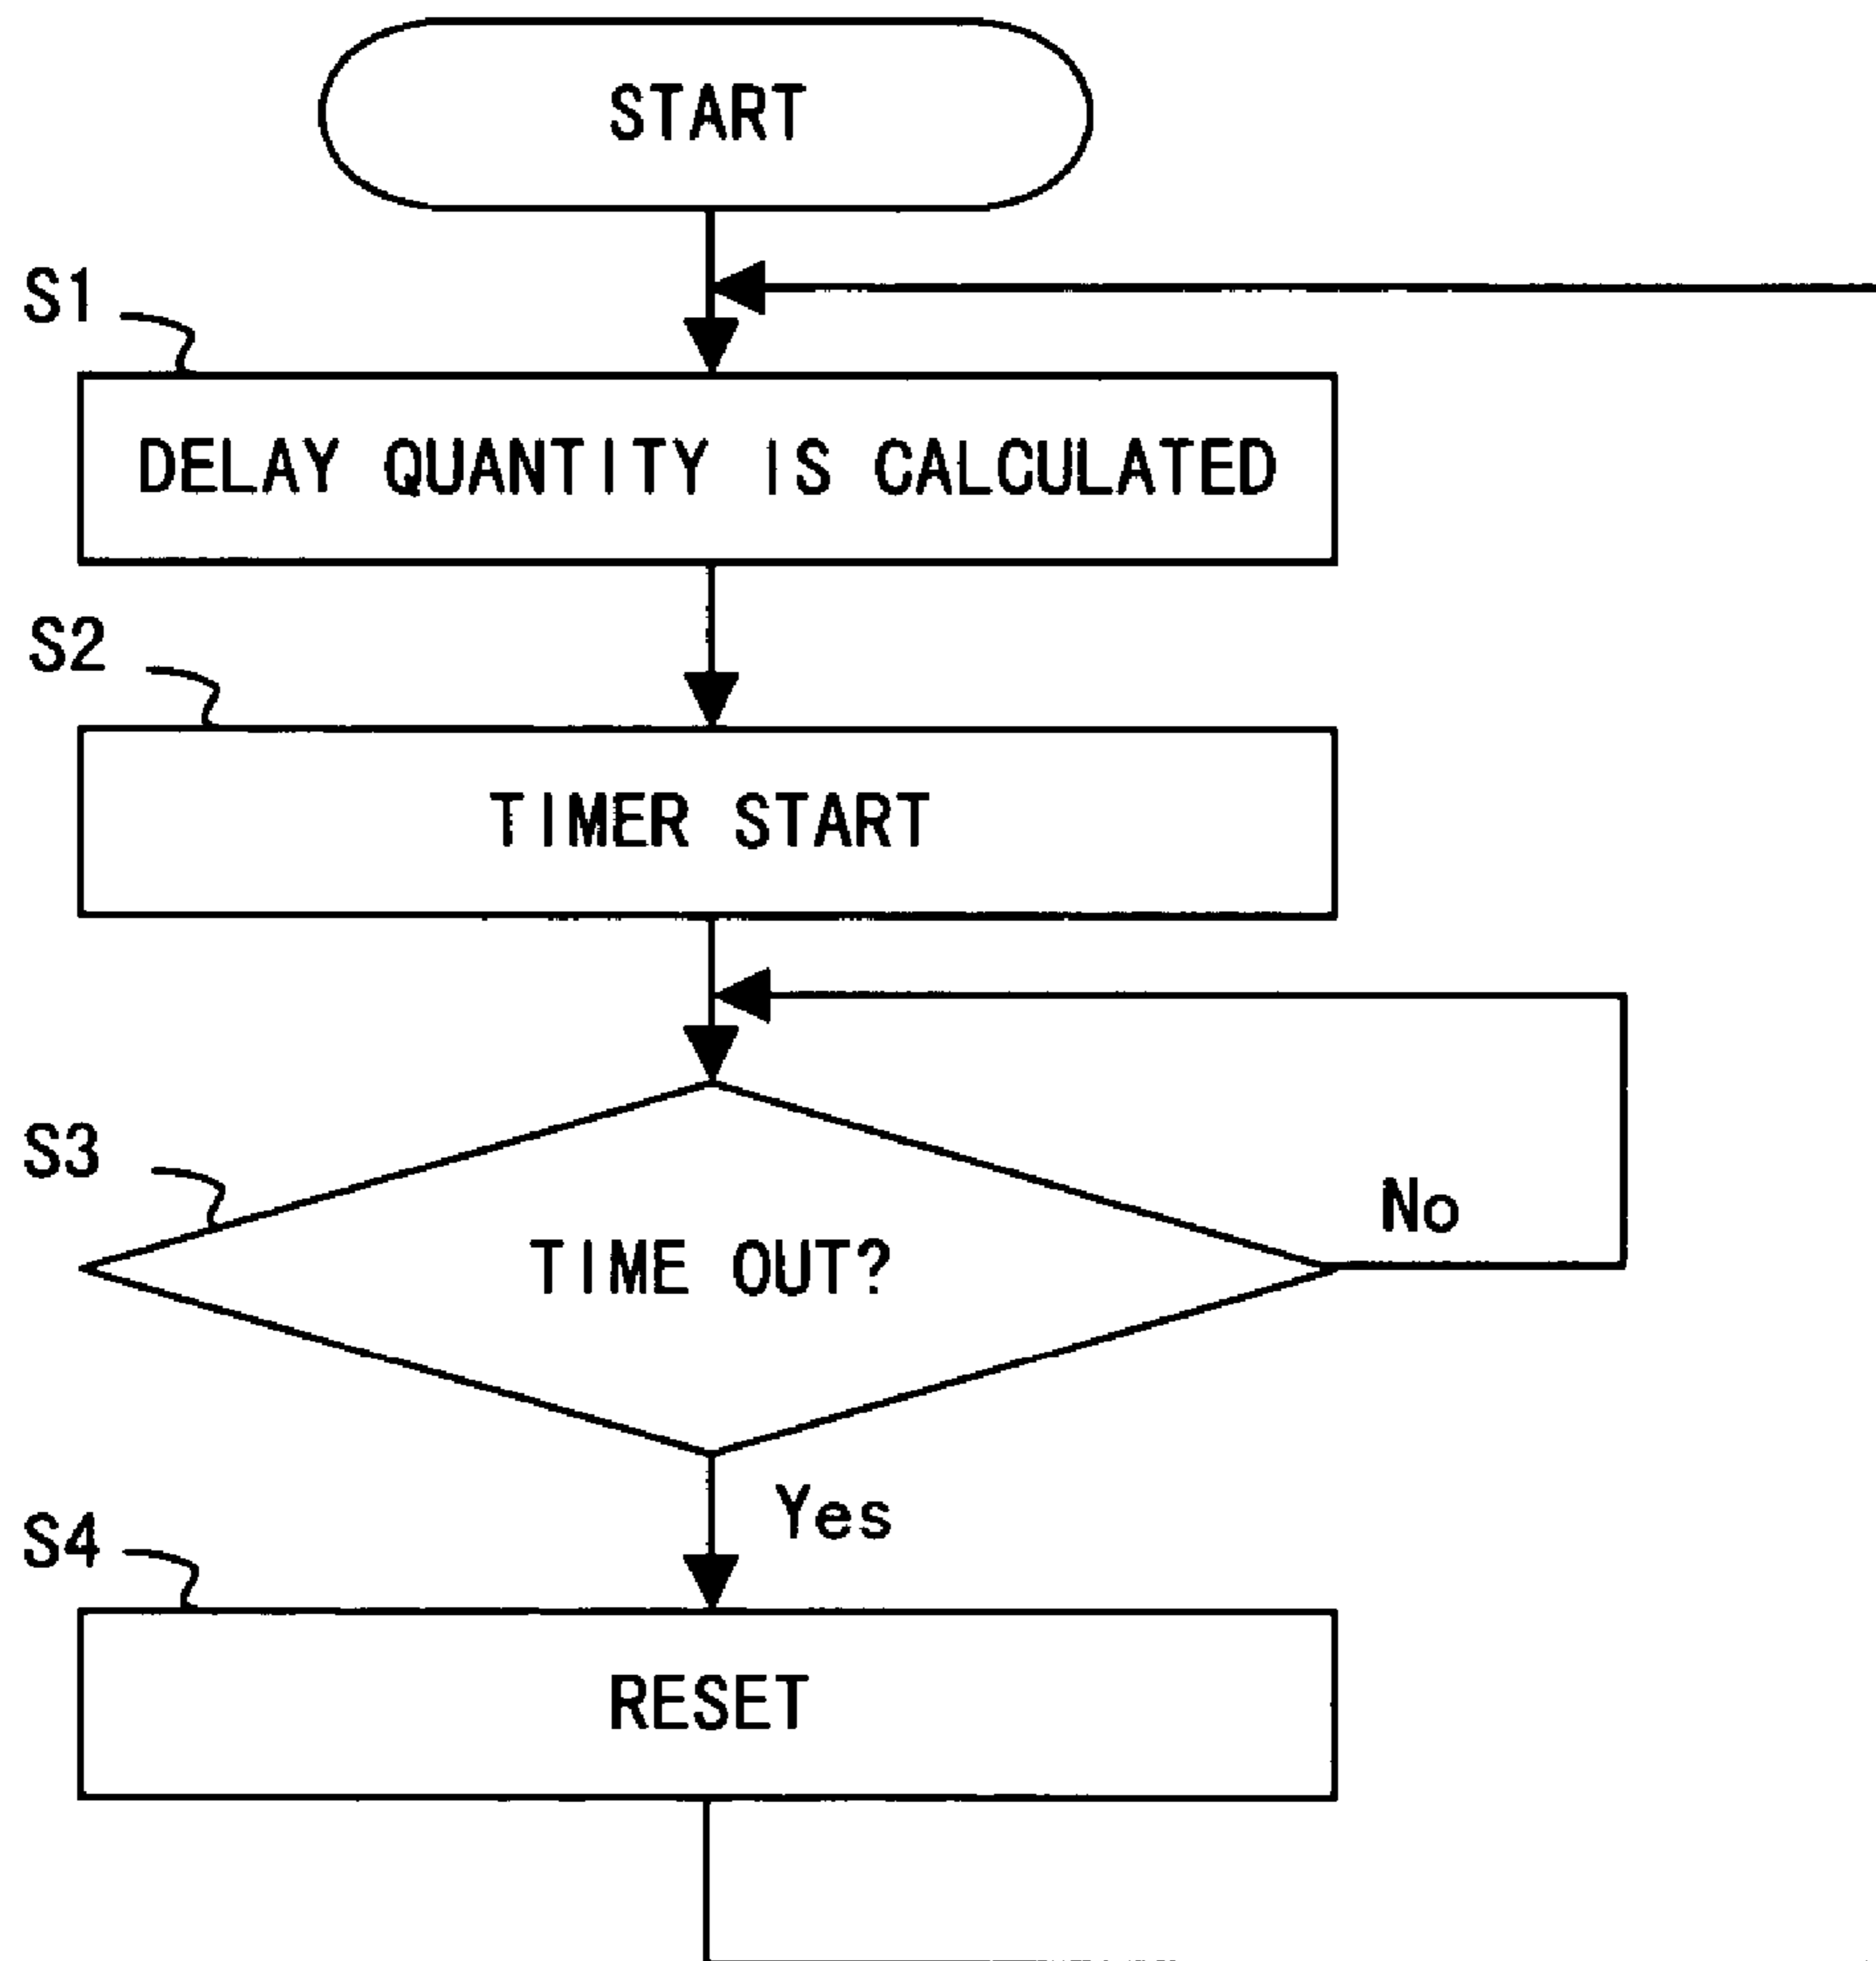 START
S1
DELAY QUANTITY IS CALCULATED
S2
TIMER START
S3
TIME OUT?
No
Yes
S4
RESET